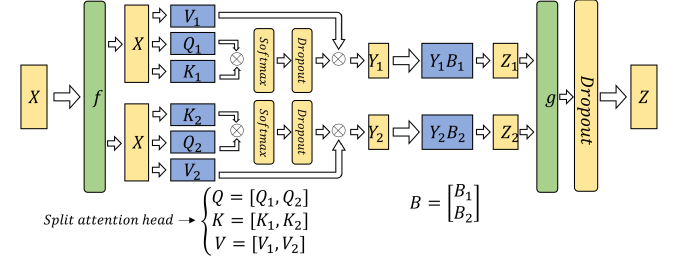 X
f
X
V₁
Q₁
K₁
⊗
Softmax
Dropout
⊗
Y₁
Y₁B₁
Z₁
X
K₂
Q₂
V₂
⊗
Softmax
Dropout
⊗
Y₂
Y₂B₂
Z₂
g
Dropout
Z
Split attention head →
Q = [Q₁, Q₂]
K = [K₁, K₂]
V = [V₁, V₂]
B = [B₁
B₂]